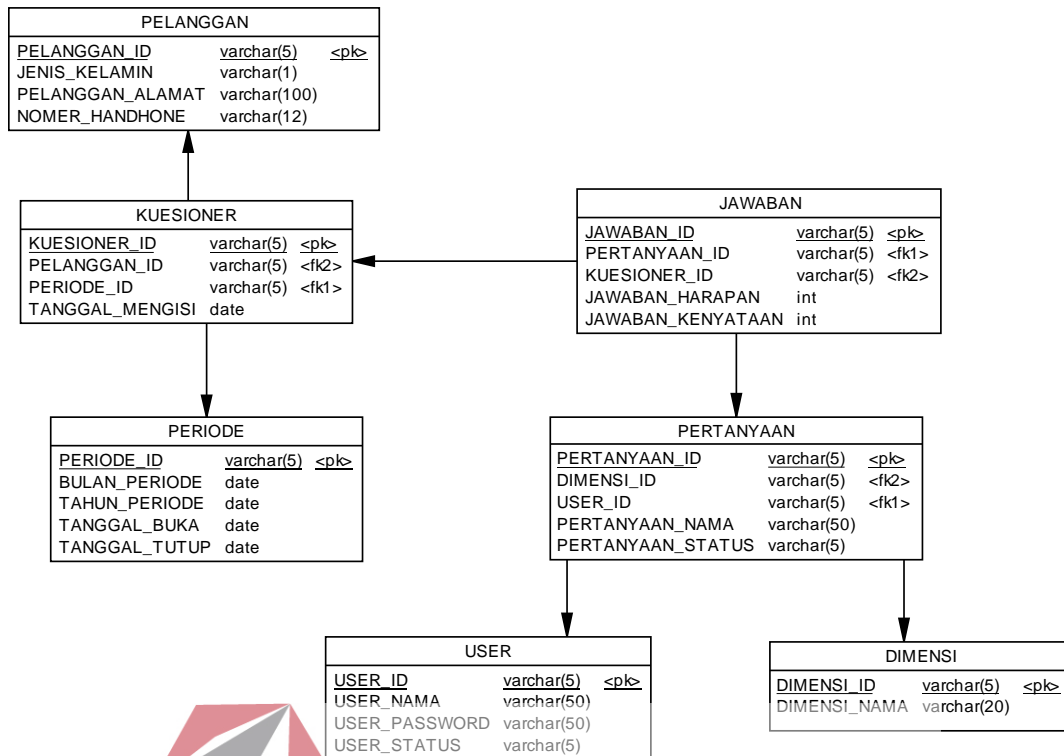 PELANGGAN
PELANGGAN_ID varchar(5) <pk>
JENIS_KELAMIN varchar(1)
PELANGGAN_ALAMAT varchar(100)
NOMER_HANDHONE varchar(12)
KUESIONER
KUESIONER_ID varchar(5) <pk>
PELANGGAN_ID varchar(5) <fk2>
PERIODE_ID varchar(5) <fk1>
TANGGAL_MENGISI date
JAWABAN
JAWABAN_ID varchar(5) <pk>
PERTANYAAN_ID varchar(5) <fk1>
KUESIONER_ID varchar(5) <fk2>
JAWABAN_HARAPAN int
JAWABAN_KENYATAAN int
PERIODE
PERIODE_ID varchar(5) <pk>
BULAN_PERIODE date
TAHUN_PERIODE date
TANGGAL_BUKA date
TANGGAL_TUTUP date
PERTANYAAN
PERTANYAAN_ID varchar(5) <pk>
DIMENSI_ID varchar(5) <fk2>
USER_ID varchar(5) <fk1>
PERTANYAAN_NAMA varchar(50)
PERTANYAAN_STATUS varchar(5)
USER
USER_ID varchar(5) <pk>
USER_NAMA varchar(50)
USER_PASSWORD varchar(50)
USER_STATUS varchar(5)
DIMENSI
DIMENSI_ID varchar(5) <pk>
DIMENSI_NAMA varchar(20)